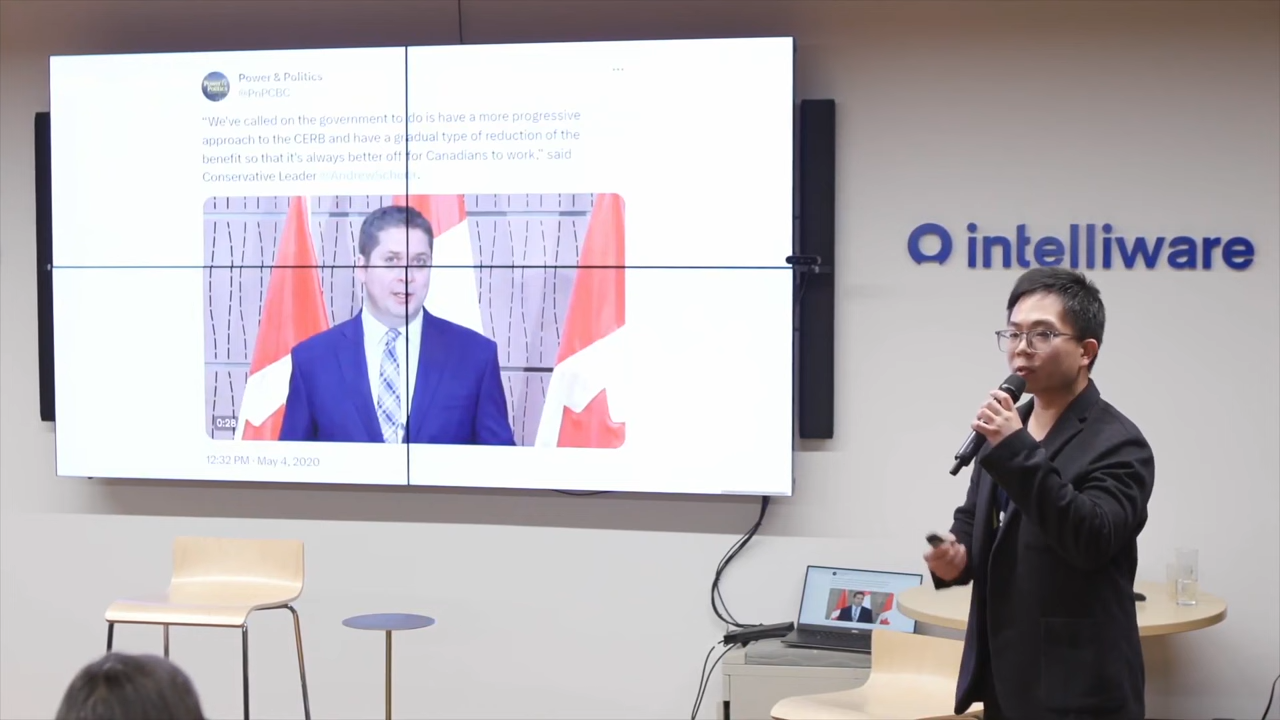 Power & Politics
@PnPCBC
“We've called on the government to do is have a more progressive
approach to the CERB and have a gradual type of reduction of the
benefit so that it's always better off for Canadians to work,” said
Conservative Leader @AndrewScheer.
0:28
12:32 PM · May 4, 2020
intelliware